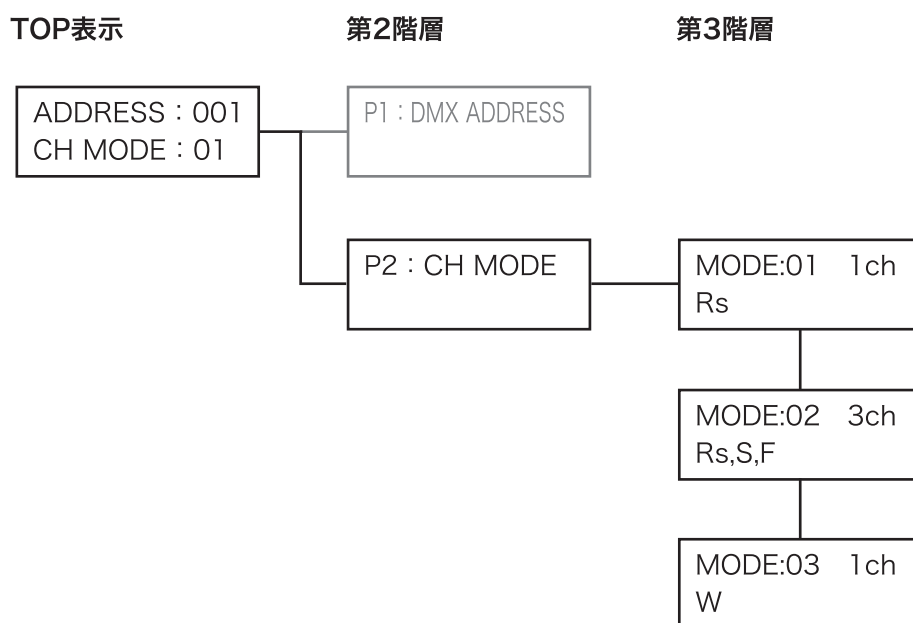 TOP表示
第2階層
第3階層
ADDRESS：001
CH MODE：01
P1：DMX ADDRESS
P2：CH MODE
MODE:01 1ch
Rs
MODE:02 3ch
Rs,S,F
MODE:03 1ch
W